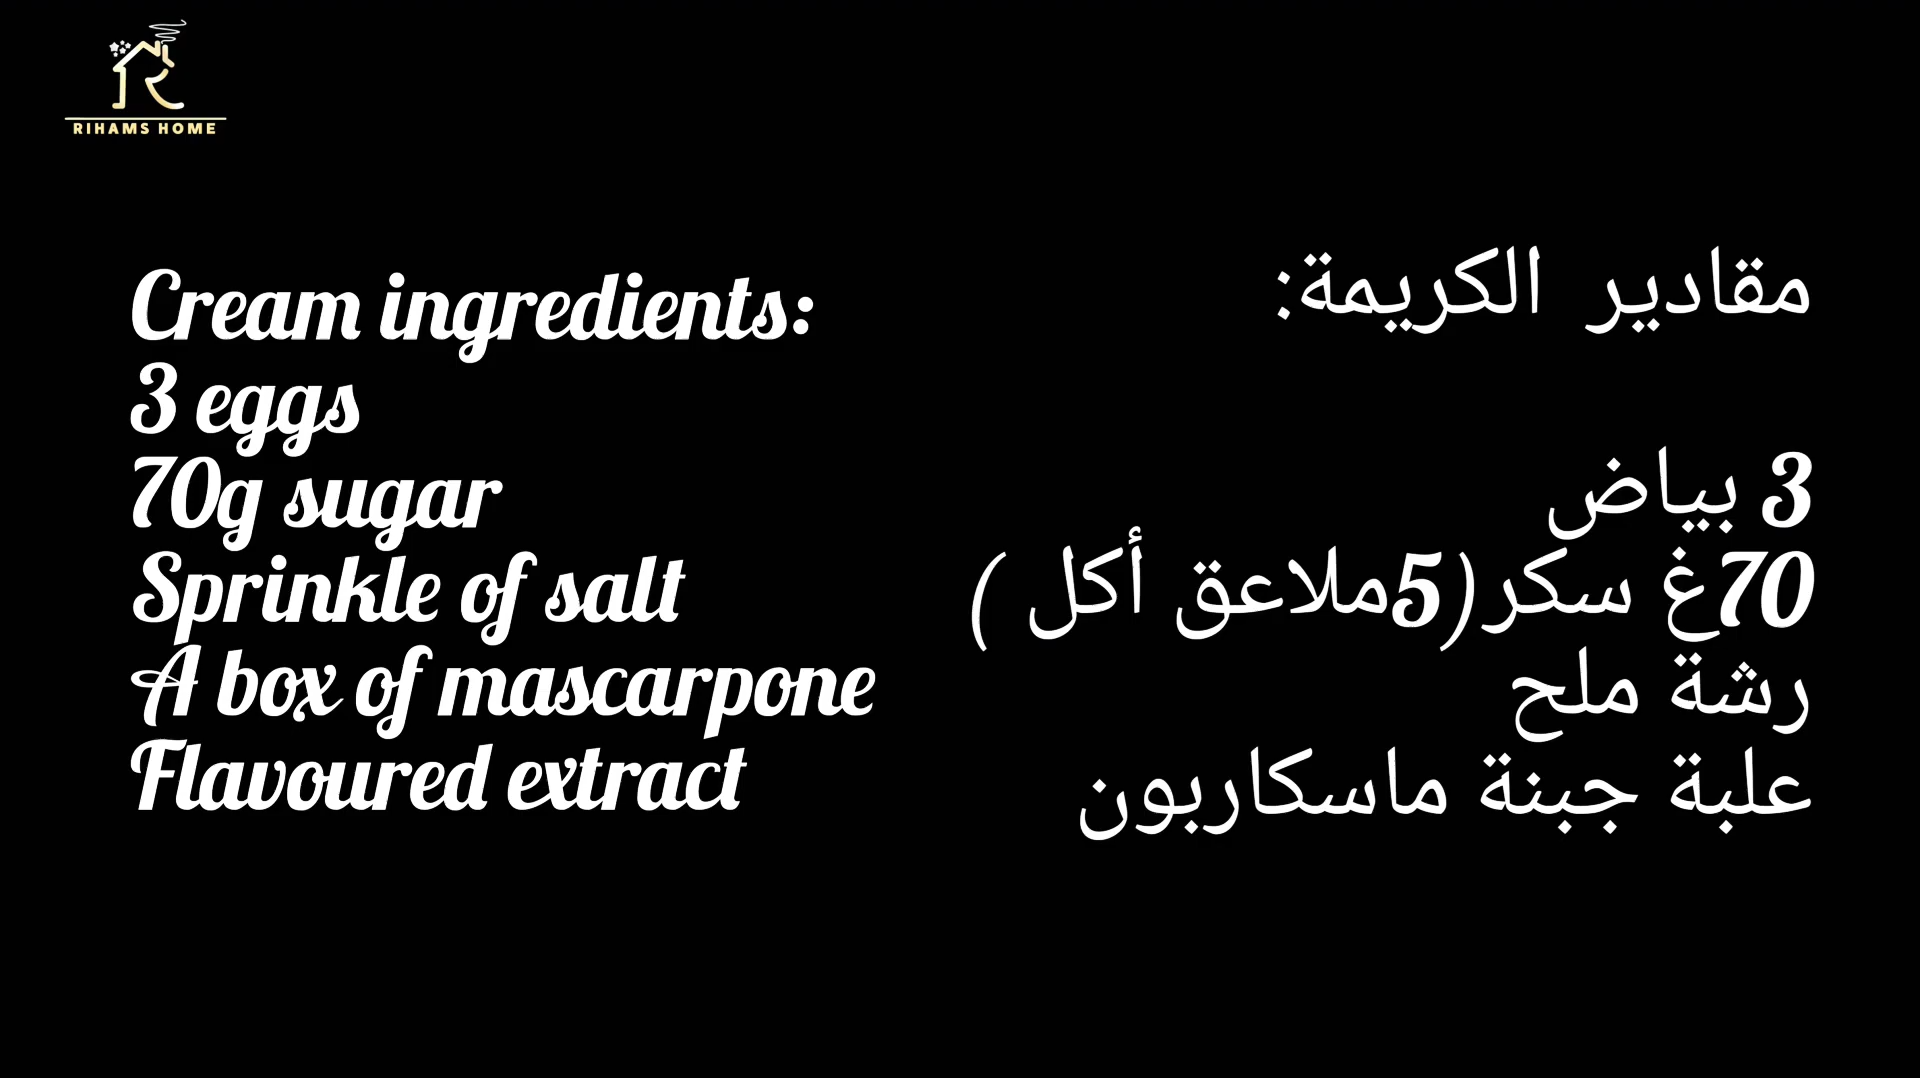 RIHAMS HOME
Cream ingredients:
3 eggs
70g sugar
Sprinkle of salt
A box of mascarpone
Flavoured extract
مقادير الكريمة:
3 بياض
70غ سكر(5ملاعق أكل )
رشة ملح
علبة جبنة ماسكاربون